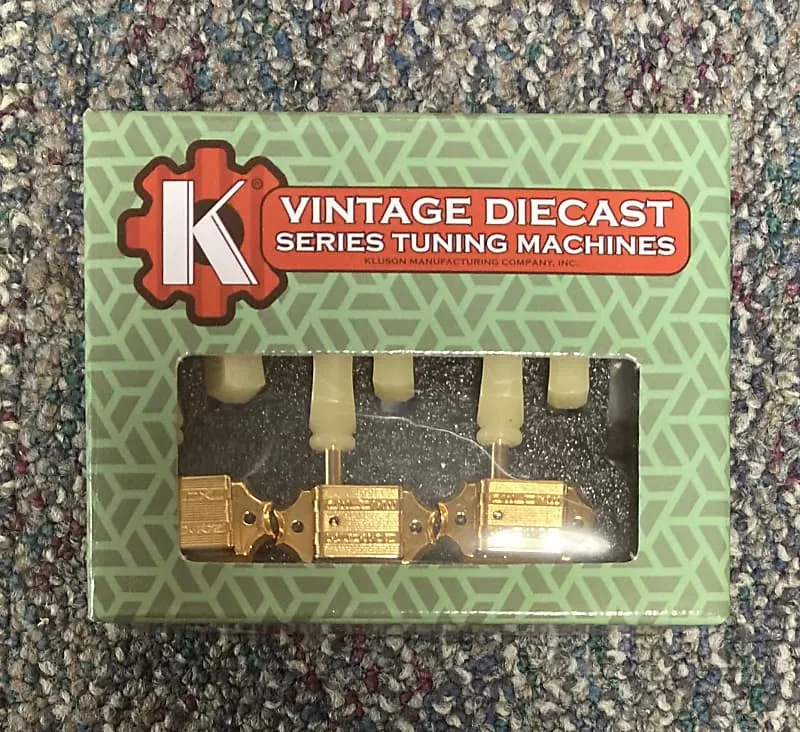 K®
VINTAGE DIECAST
SERIES TUNING MACHINES
KLUSON MANUFACTURING COMPANY, INC.